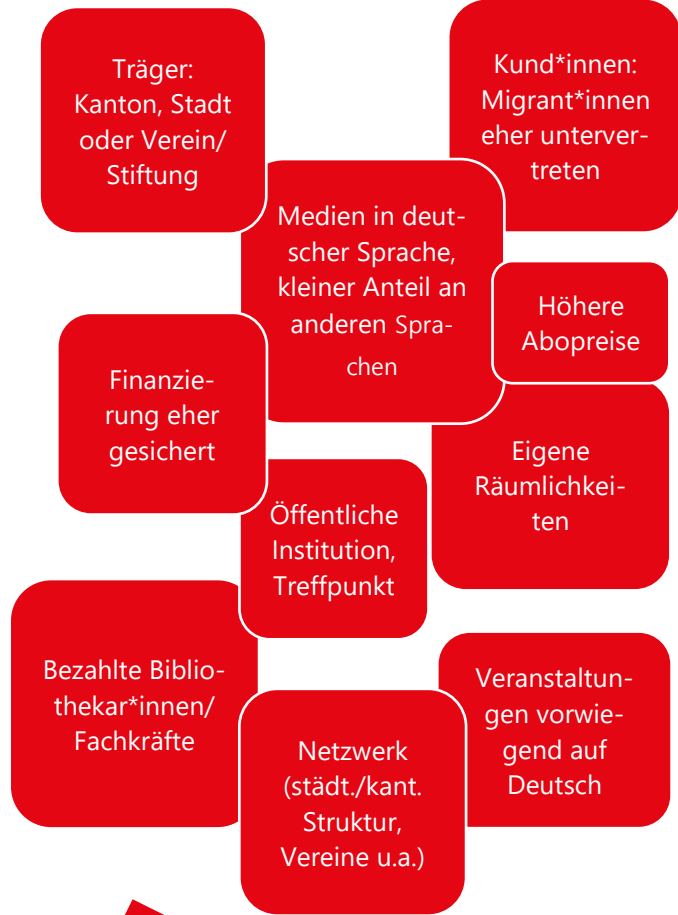 Träger:
Kanton, Stadt
oder Verein/
Stiftung
Kund*innen:
Migrant*innen
eher unterver-
treten
Medien in deut-
scher Sprache,
kleiner Anteil an
anderen Spra-
chen
Höhere
Abopreise
Finanzie-
rung eher
gesichert
Eigene
Räumlichkei-
ten
Öffentliche
Institution,
Treffpunkt
Bezahlte Biblio-
thekar*innen/
Fachkräfte
Veranstaltun-
gen vorwie-
gend auf
Deutsch
Netzwerk
(städt./kant.
Struktur,
Vereine u.a.)